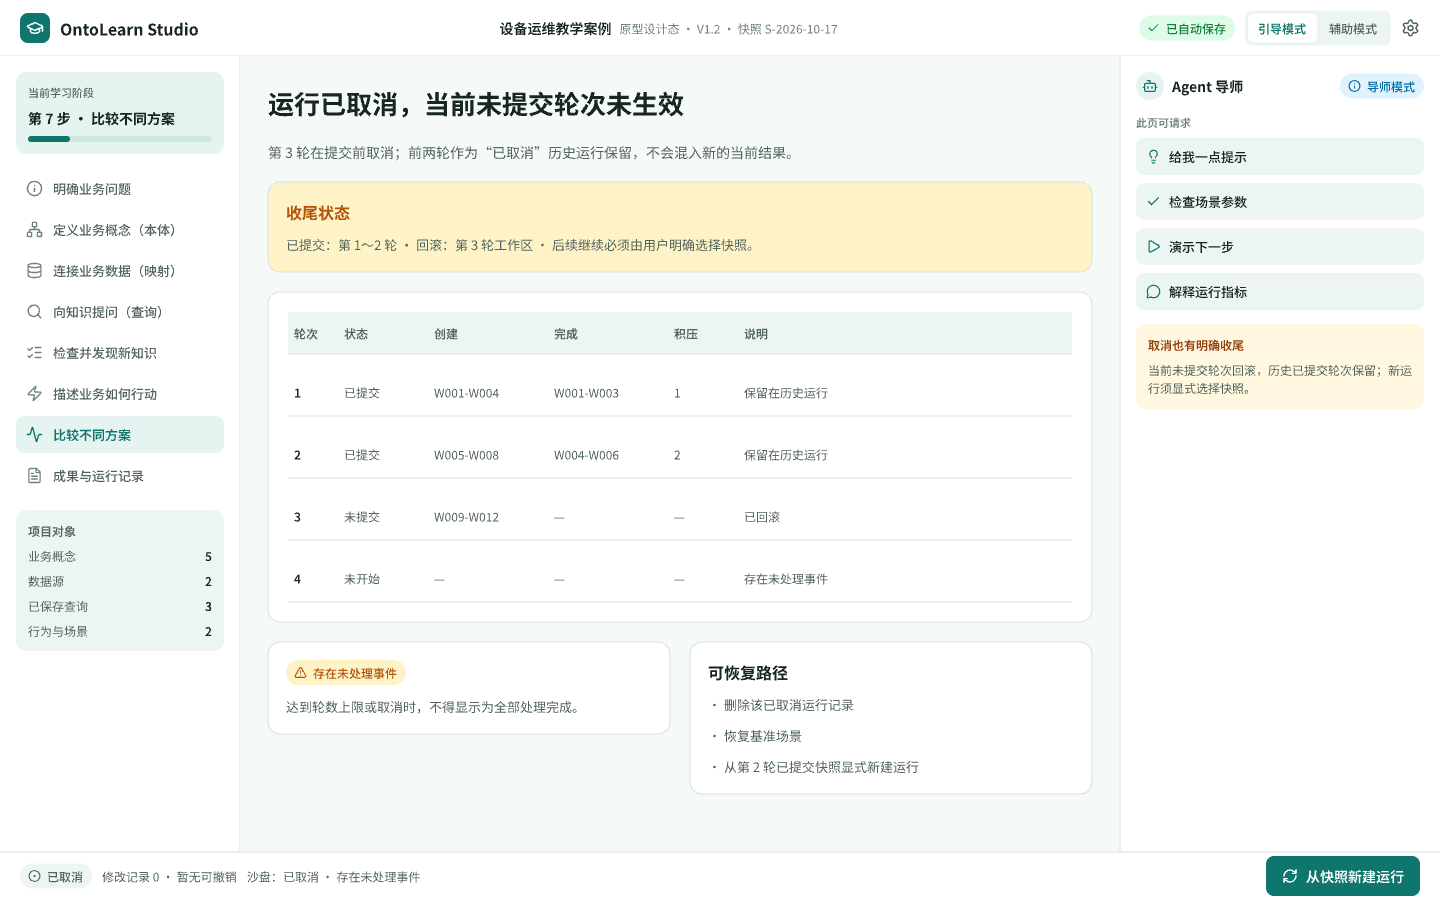 OntoLearn Studio
设备运维教学案例 原型设计态 · V1.2 · 快照 S-2026-10-17
已自动保存
引导模式 辅助模式
当前学习阶段
第 7 步 · 比较不同方案
明确业务问题
定义业务概念（本体）
连接业务数据（映射）
向知识提问（查询）
检查并发现新知识
描述业务如何行动
比较不同方案
成果与运行记录
项目对象
业务概念 5
数据源 2
已保存查询 3
行为与场景 2
运行已取消，当前未提交轮次未生效
第 3 轮在提交前取消；前两轮作为“已取消”历史运行保留，不会混入新的当前结果。
收尾状态
已提交：第 1～2 轮 · 回滚：第 3 轮工作区 · 后续继续必须由用户明确选择快照。
轮次 状态 创建 完成 积压 说明
1 已提交 W001-W004 W001-W003 1 保留在历史运行
2 已提交 W005-W008 W004-W006 2 保留在历史运行
3 未提交 W009-W012 — — 已回滚
4 未开始 — — — 存在未处理事件
存在未处理事件
达到轮数上限或取消时，不得显示为全部处理完成。
可恢复路径
· 删除该已取消运行记录
· 恢复基准场景
· 从第 2 轮已提交快照显式新建运行
Agent 导师
导师模式
此页可请求
给我一点提示
检查场景参数
演示下一步
解释运行指标
取消也有明确收尾
当前未提交轮次回滚，历史已提交轮次保留；新运
行须显式选择快照。
已取消 修改记录 0 · 暂无可撤销 沙盘：已取消 · 存在未处理事件
从快照新建运行